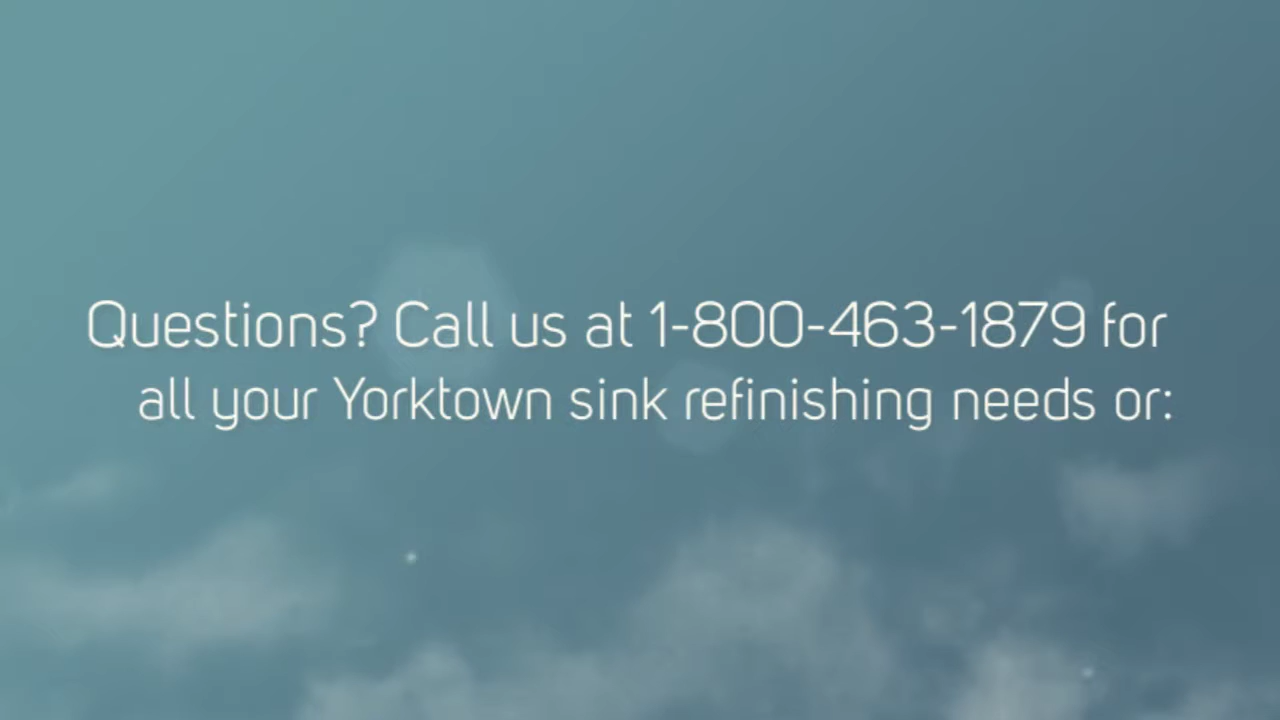 Questions? Call us at 1-800-463-1879 for
all your Yorktown sink refinishing needs or: